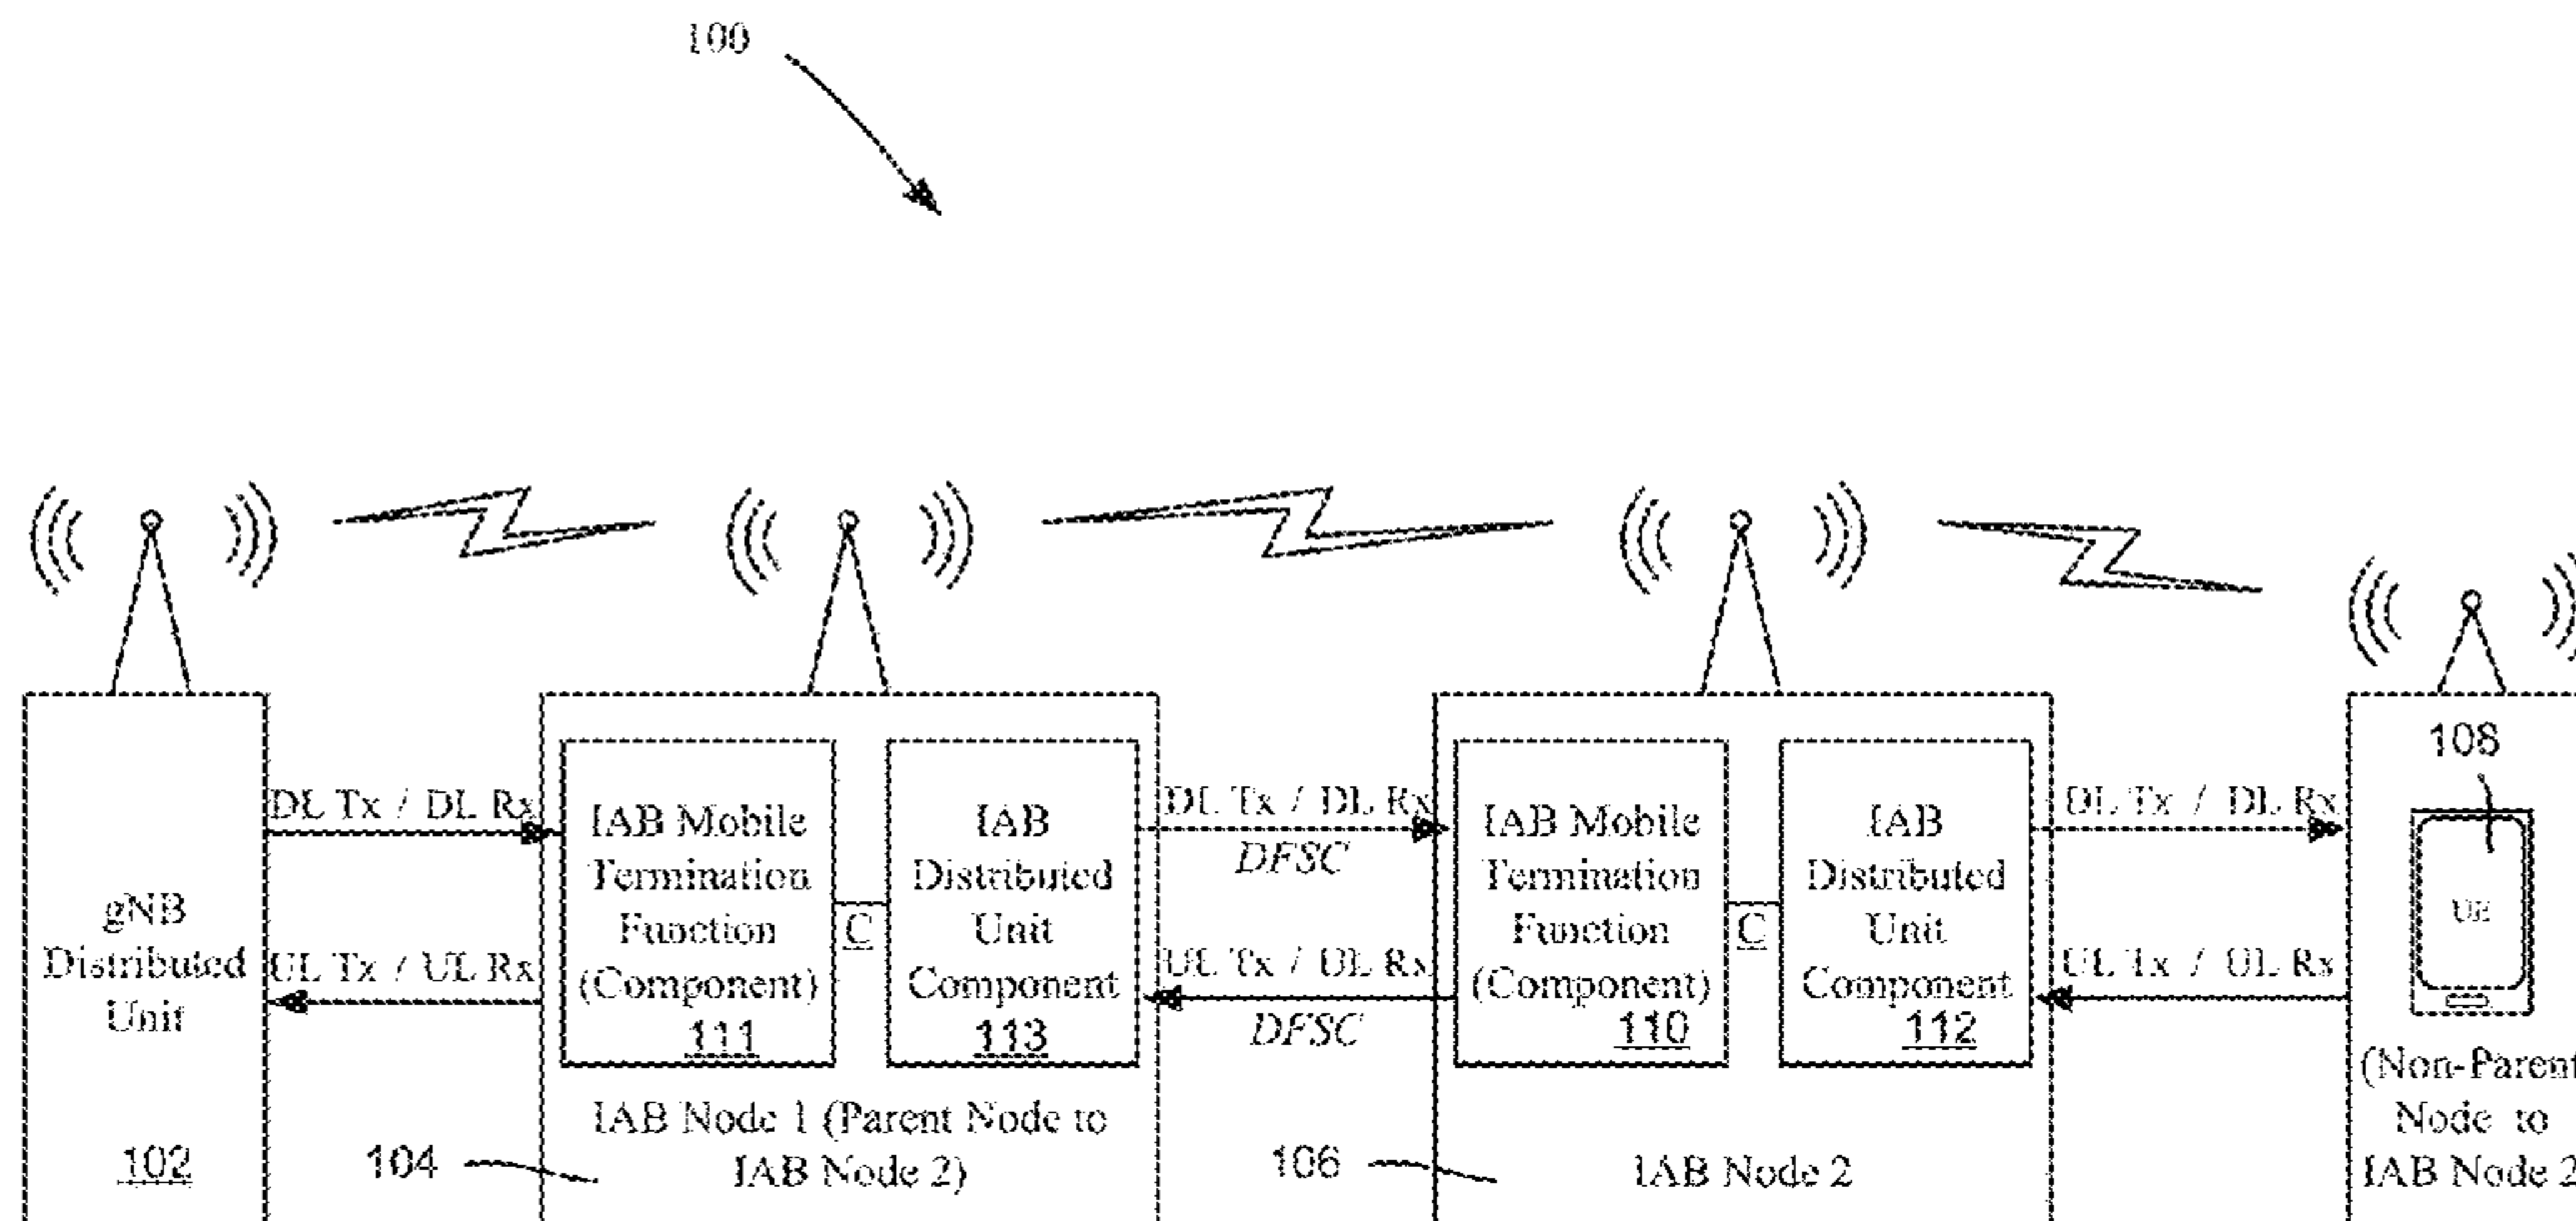 100
gNB
Distributed
Unit
102
DL Tx / DL Rx
UL Tx / UL Rx
IAB Mobile
Termination
Function
(Component)
111
C
IAB
Distributed
Unit
Component
113
IAB Node 1 (Parent Node to
IAB Node 2)
104
DL Tx / DL Rx
DFSC
UL Tx / UL Rx
DFSC
IAB Mobile
Termination
Function
(Component)
110
C
IAB
Distributed
Unit
Component
112
IAB Node 2
106
DL Tx / DL Rx
UL Tx / UL Rx
108
UE
(Non-Parent
Node to
IAB Node 2